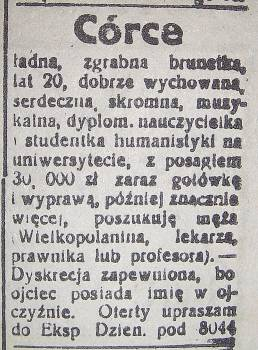 Córce
ładna, zgrabna brunetka,
lat 20, dobrze wychowana,
serdeczna, skromna, muzy-
kalna, dyplom. nauczycielka
i studentka humanistyki na
uniwersytecie, z posagiem
30, 000 zł zaraz gotówkę
i wyprawą, później znacznie
więcej, poszukuję męża
(Wielkopolanina, lekarza,
prawnika lub profesora).—
Dyskrecja zapewniona, bo
ojciec posiada imię w oj-
czyźnie. Oferty upraszam
do Eksp Dzien. pod 8044